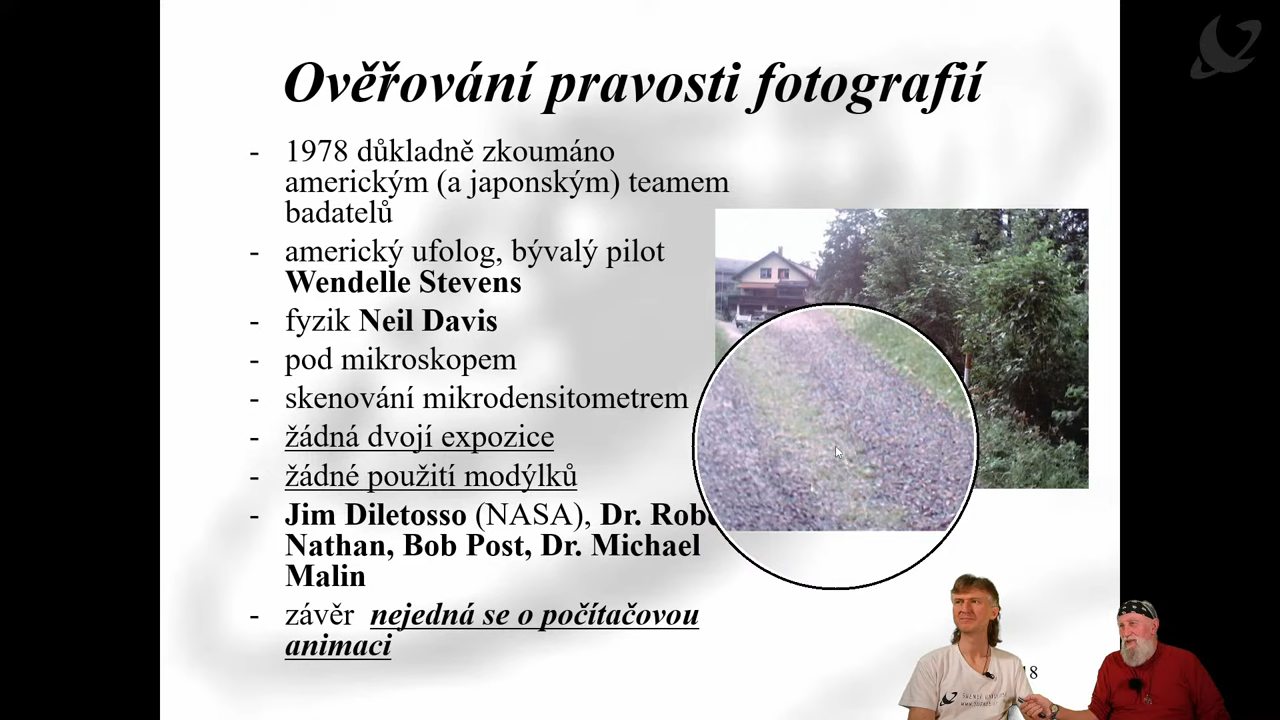 Ověřování pravosti fotografií
- 1978 důkladně zkoumáno
americkým (a japonským) teamem
badatelů
- americký ufolog, bývalý pilot
Wendelle Stevens
- fyzik Neil Davis
- pod mikroskopem
- skenování mikrodensitometrem
- žádná dvojí expozice
- žádné použití modýlků
- Jim Diletosso (NASA), Dr. Robe
Nathan, Bob Post, Dr. Michael
Malin
- závěr nejedná se o počítačovou
animaci
18